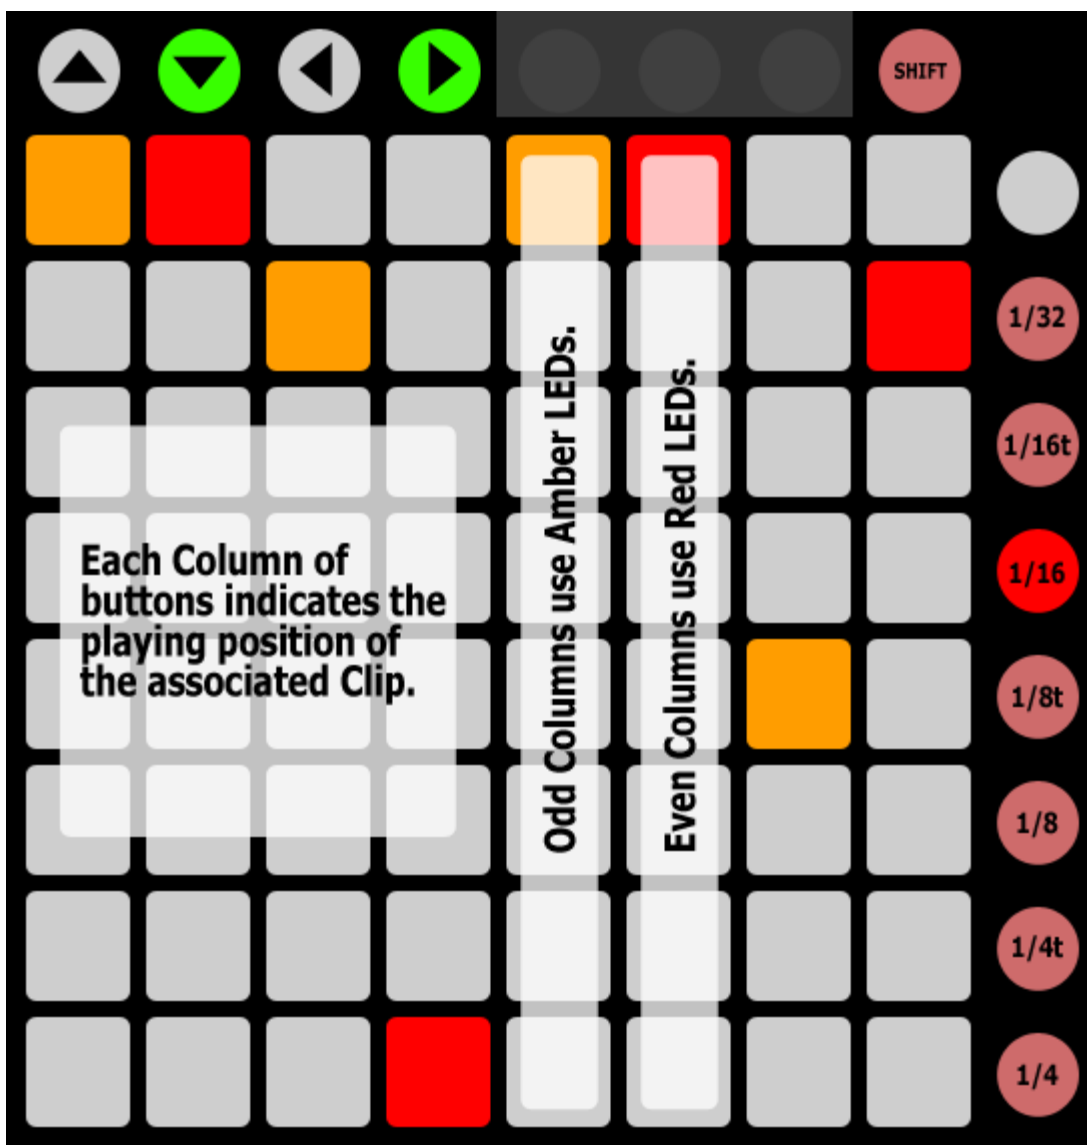 SHIFT
1/32
1/16t
1/16
1/8t
1/8
1/4t
1/4
Each Column of
buttons indicates the
playing position of
the associated Clip.
Odd Columns use Amber LEDs.
Even Columns use Red LEDs.